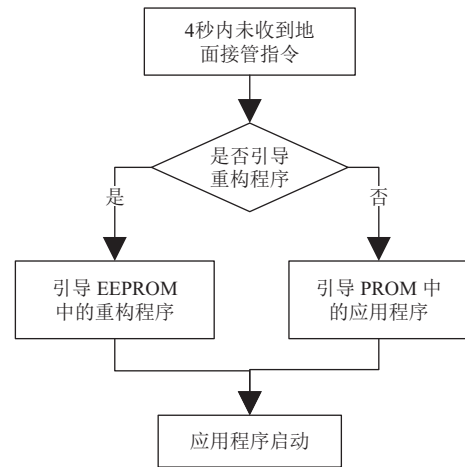 4秒内未收到地
面接管指令
是否引导
重构程序
是
否
引导 EEPROM
中的重构程序
引导 PROM 中
的应用程序
应用程序启动